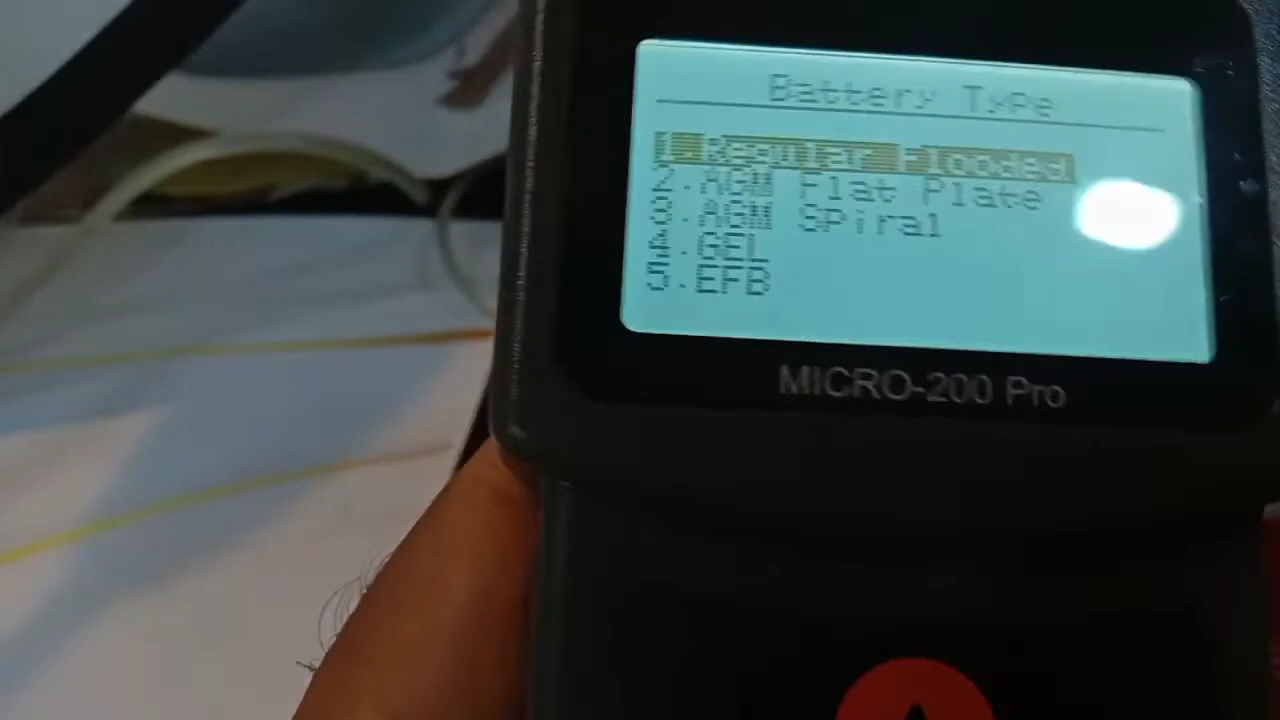 Battery Type
1.Regular Flooded
2.AGM Flat Plate
3.AGM Spiral
4.GEL
5.EFB
MICRO-200 Pro